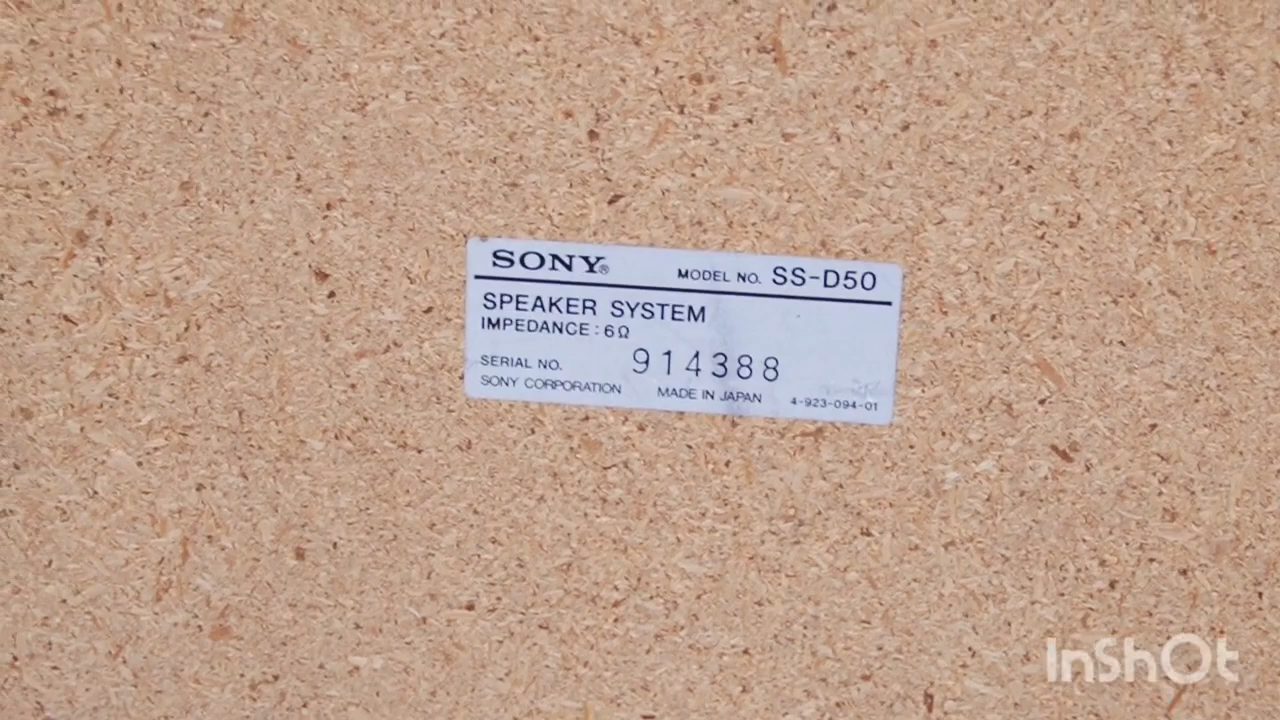 SONY® MODEL NO. SS-D50
SPEAKER SYSTEM
IMPEDANCE : 6Ω
SERIAL NO. 914388
SONY CORPORATION MADE IN JAPAN 4-923-094-01
InShOt